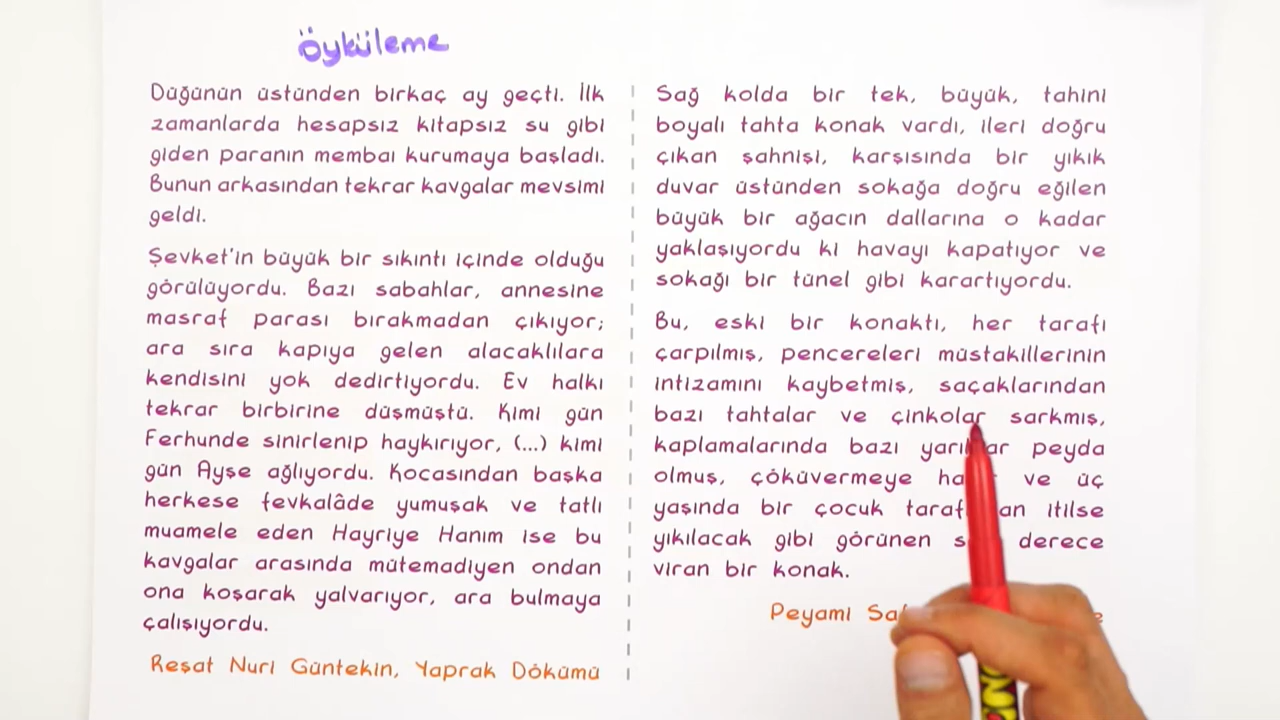 öyküleme
Düğünün üstünden birkaç ay geçti. İlk
zamanlarda hesapsız kitapsız su gibi
giden paranın membaı kurumaya başladı.
Bunun arkasından tekrar kavgalar mevsimi
geldi.
Şevket'in büyük bir sıkıntı içinde olduğu
görülüyordu. Bazı sabahlar, annesine
masraf parası bırakmadan çıkıyor;
ara sıra kapıya gelen alacaklılara
kendisini yok dedirtiyordu. Ev halkı
tekrar birbirine düşmüştü. Kimi gün
Ferhunde sinirlenip haykırıyor, (...) kimi
gün Ayşe ağlıyordu. Kocasından başka
herkese fevkalâde yumuşak ve tatlı
muamele eden Hayriye Hanım ise bu
kavgalar arasında mütemadiyen ondan
ona koşarak yalvarıyor, ara bulmaya
çalışıyordu.
Reşat Nuri Güntekin, Yaprak Dökümü
Sağ kolda bir tek, büyük, tahini
boyalı tahta konak vardı, ileri doğru
çıkan şahnişi, karşısında bir yıkık
duvar üstünden sokağa doğru eğilen
büyük bir ağacın dallarına o kadar
yaklaşıyordu ki havayı kapatıyor ve
sokağı bir tünel gibi karartıyordu.
Bu, eski bir konaktı, her tarafı
çarpılmış, pencereleri müstakillerinin
intizamını kaybetmiş, saçaklarından
bazı tahtalar ve çinkolar sarkmış,
kaplamalarında bazı peyda
olmuş, çöküvermeye ve üç
yaşında bir çocuk itilse
yıkılacak gibi görünen derece
viran bir konak.
Peyami